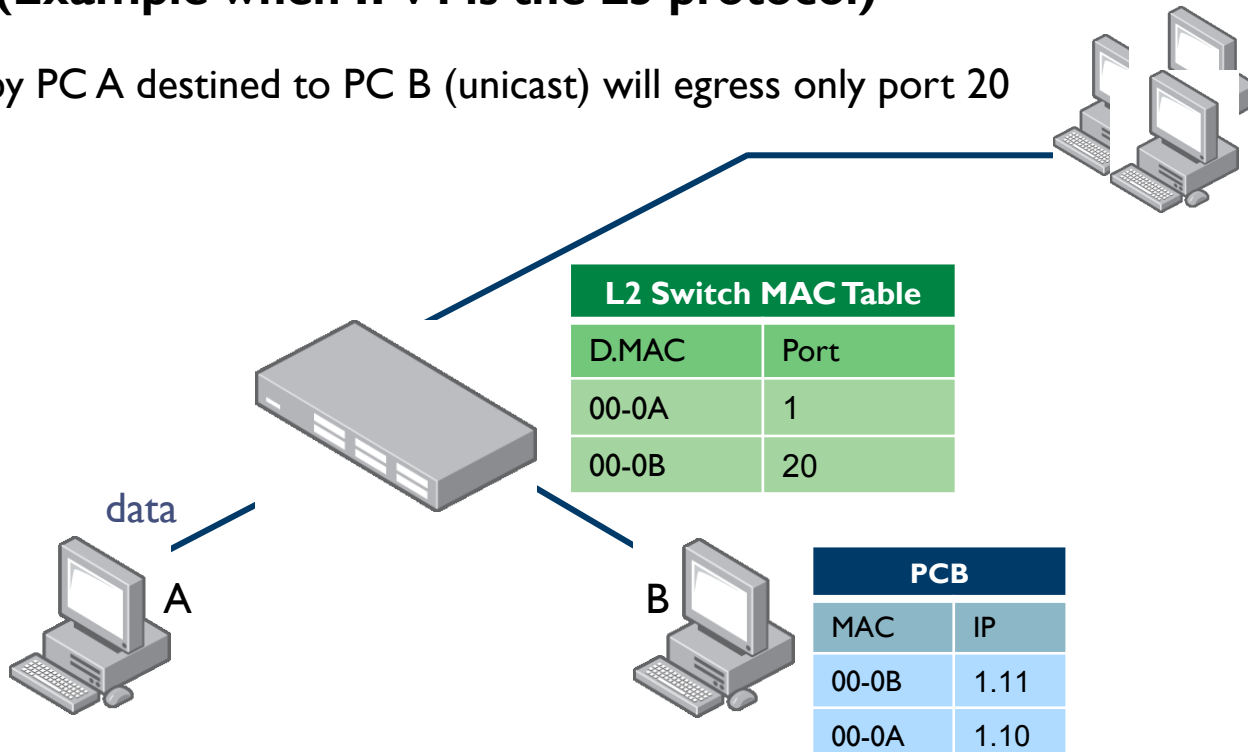 by PC A destined to PC B (unicast) will egress only port 20
L2 Switch MAC Table
D.MAC Port
00-0A 1
00-0B 20
data
A
B
PCB
MAC IP
00-0B 1.11
00-0A 1.10